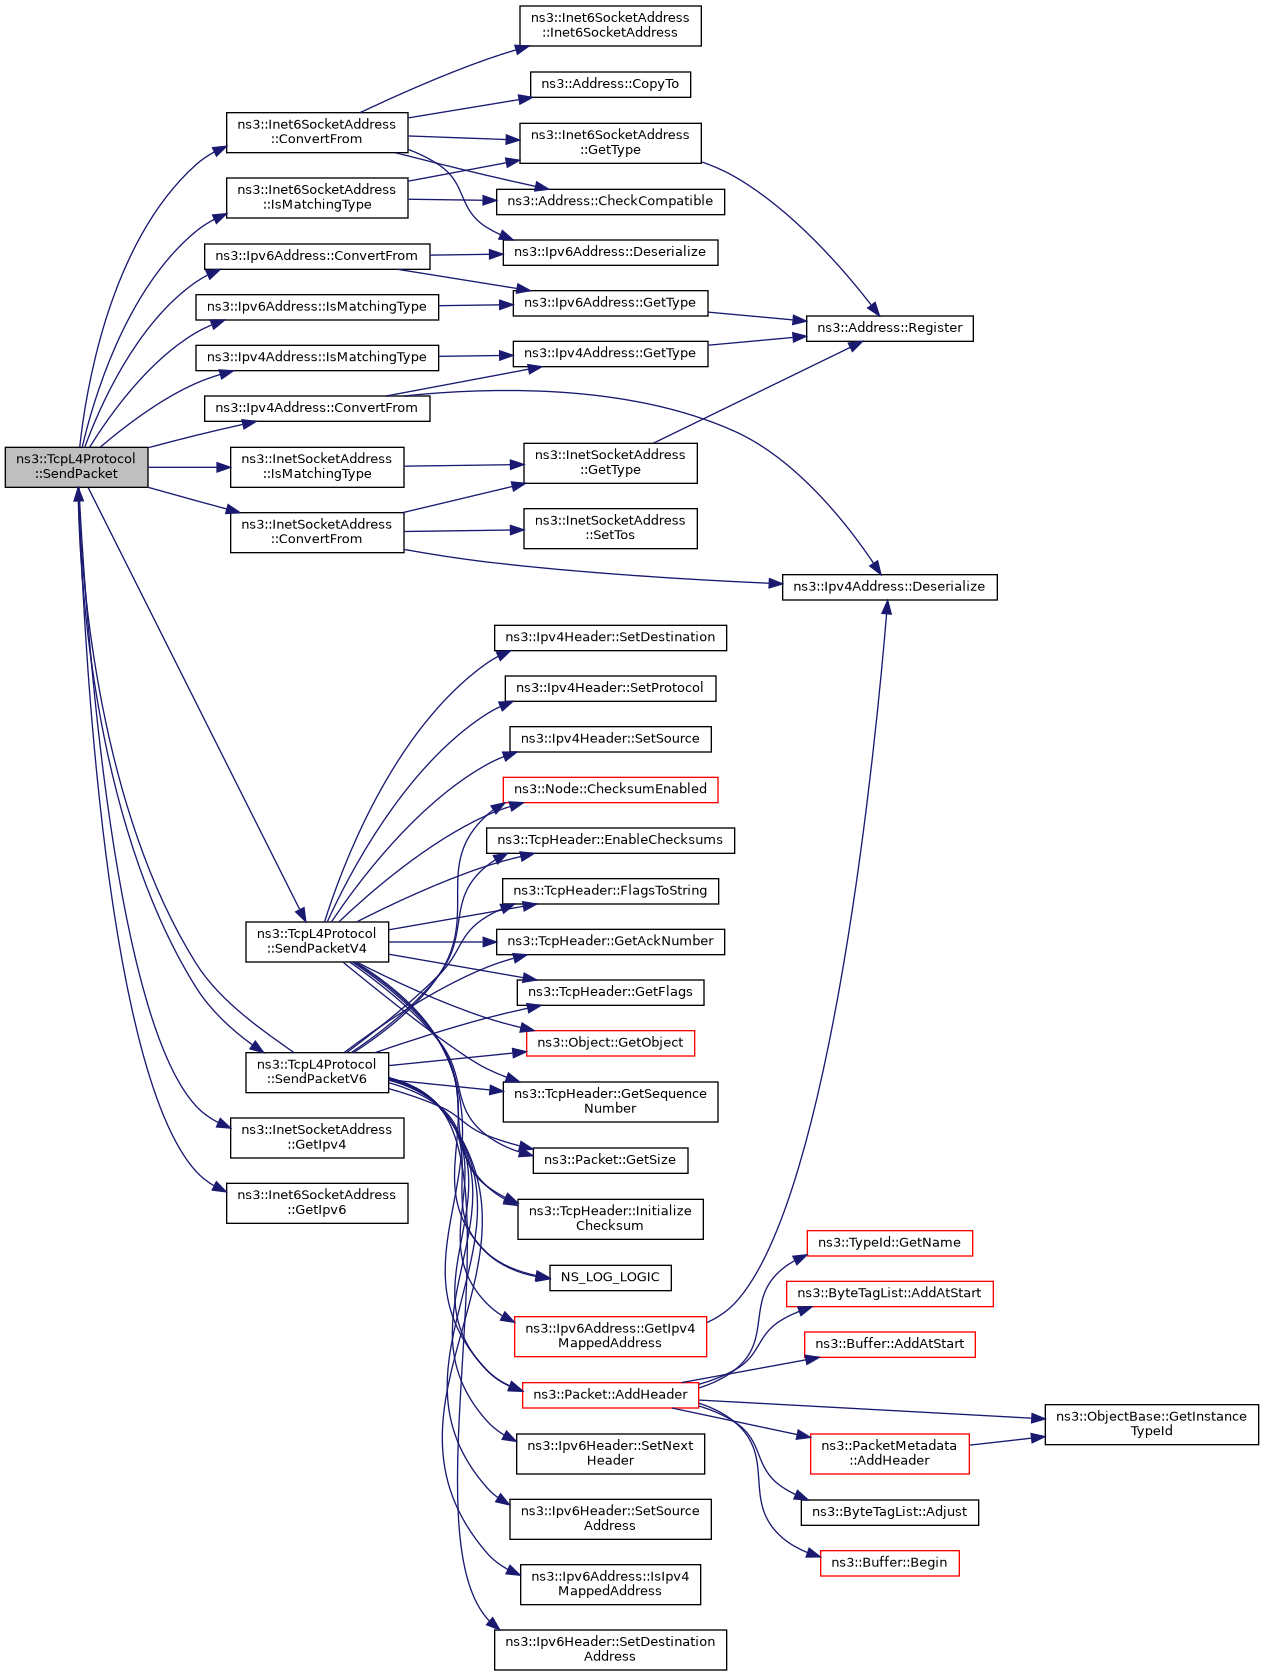 ns3::TcpL4Protocol
::SendPacket
ns3::Inet6SocketAddress
::ConvertFrom
ns3::Inet6SocketAddress
::IsMatchingType
ns3::Ipv6Address::ConvertFrom
ns3::Ipv6Address::IsMatchingType
ns3::Ipv4Address::IsMatchingType
ns3::Ipv4Address::ConvertFrom
ns3::InetSocketAddress
::IsMatchingType
ns3::InetSocketAddress
::ConvertFrom
ns3::TcpL4Protocol
::SendPacketV4
ns3::TcpL4Protocol
::SendPacketV6
ns3::InetSocketAddress
::GetIpv4
ns3::Inet6SocketAddress
::GetIpv6
ns3::Inet6SocketAddress
::Inet6SocketAddress
ns3::Address::CopyTo
ns3::Inet6SocketAddress
::GetType
ns3::Address::CheckCompatible
ns3::Ipv6Address::Deserialize
ns3::Ipv6Address::GetType
ns3::Ipv4Address::GetType
ns3::InetSocketAddress
::GetType
ns3::InetSocketAddress
::SetTos
ns3::Ipv4Header::SetDestination
ns3::Ipv4Header::SetProtocol
ns3::Ipv4Header::SetSource
ns3::Node::ChecksumEnabled
ns3::TcpHeader::EnableChecksums
ns3::TcpHeader::FlagsToString
ns3::TcpHeader::GetAckNumber
ns3::TcpHeader::GetFlags
ns3::Object::GetObject
ns3::TcpHeader::GetSequence
Number
ns3::Packet::GetSize
ns3::TcpHeader::Initialize
Checksum
NS_LOG_LOGIC
ns3::Ipv6Address::GetIpv4
MappedAddress
ns3::Packet::AddHeader
ns3::Ipv6Header::SetNext
Header
ns3::Ipv6Header::SetSource
Address
ns3::Ipv6Address::IsIpv4
MappedAddress
ns3::Ipv6Header::SetDestination
Address
ns3::Address::Register
ns3::Ipv4Address::Deserialize
ns3::TypeId::GetName
ns3::ByteTagList::AddAtStart
ns3::Buffer::AddAtStart
ns3::PacketMetadata
::AddHeader
ns3::ByteTagList::Adjust
ns3::Buffer::Begin
ns3::ObjectBase::GetInstance
TypeId